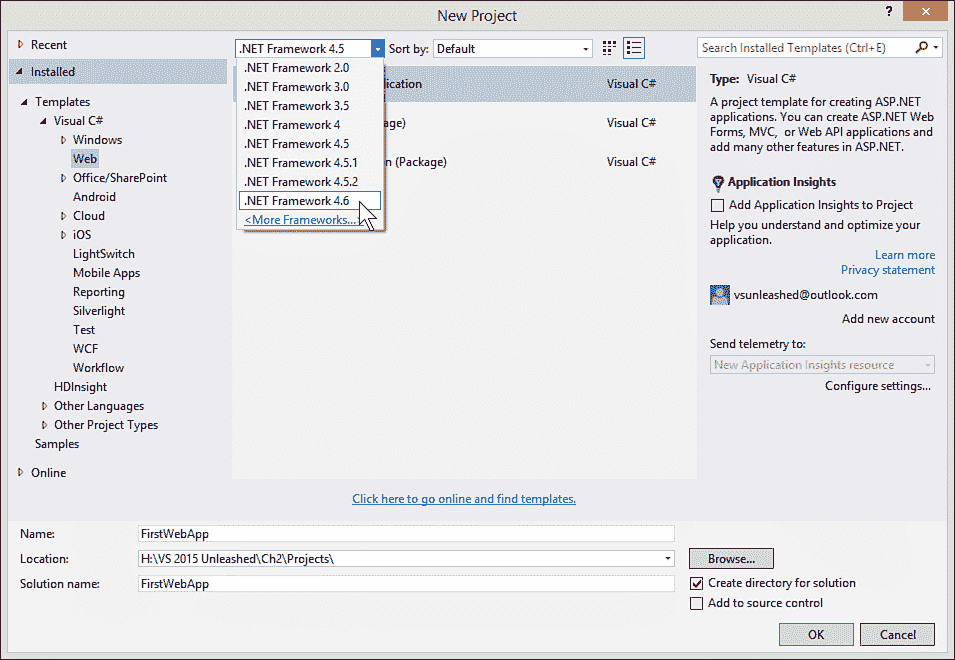 New Project
?
Recent
Installed
Templates
Visual C#
Windows
Web
Office/SharePoint
Android
Cloud
iOS
LightSwitch
Mobile Apps
Reporting
Silverlight
Test
WCF
Workflow
HDInsight
Other Languages
Other Project Types
Samples
Online
.NET Framework 4.5
.NET Framework 2.0
.NET Framework 3.0
.NET Framework 3.5
.NET Framework 4
.NET Framework 4.5
.NET Framework 4.5.1
.NET Framework 4.5.2
.NET Framework 4.6
<More Frameworks...
Sort by: Default
ication Visual C#
age) Visual C#
n (Package) Visual C#
Click here to go online and find templates.
Search Installed Templates (Ctrl+E)
Type: Visual C#
A project template for creating ASP.NET
applications. You can create ASP.NET Web
Forms, MVC, or Web API applications and
add many other features in ASP.NET.
Application Insights
Add Application Insights to Project
Help you understand and optimize your
application.
Learn more
Privacy statement
vsunleashed@outlook.com
Add new account
Send telemetry to:
New Application Insights resource
Configure settings...
Name: FirstWebApp
Location: H:\VS 2015 Unleashed\Ch2\Projects\
Browse...
Solution name: FirstWebApp
Create directory for solution
Add to source control
OK
Cancel